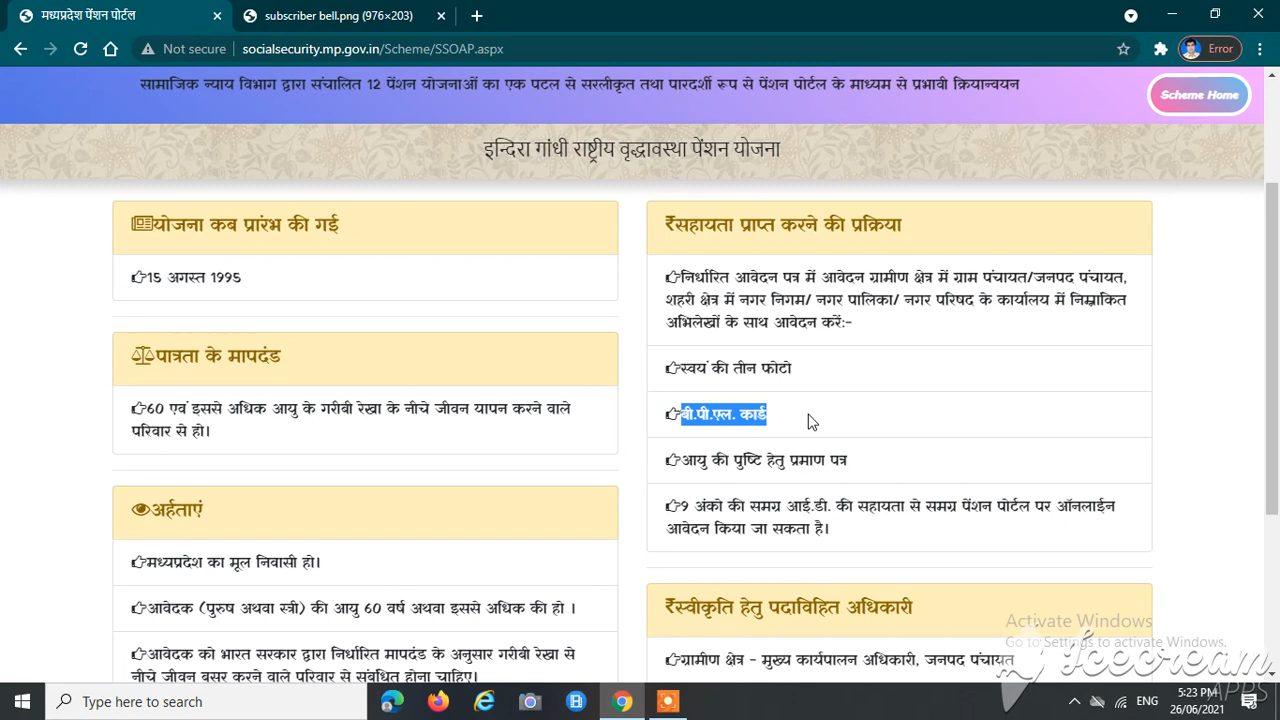 मध्यप्रदेश पेंशन पोर्टल
subscriber bell.png (976×203)
Not secure
socialsecurity.mp.gov.in/Scheme/SSOAP.aspx
Error
सामाजिक न्याय विभाग द्वारा संचालित 12 पेंशन योजनाओं का एक पटल से सरलीकृत तथा पारदर्शी रूप से पेंशन पोर्टल के माध्यम से प्रभावी क्रियान्वयन
Scheme Home
इन्दिरा गांधी राष्ट्रीय वृद्धावस्था पेंशन योजना
योजना कब प्रारंभ की गई
15 अगस्त 1995
पात्रता के मापदंड
60 एवं इससे अधिक आयु के गरीबी रेखा के नीचे जीवन यापन करने वाले
परिवार से हो।
अर्हताएं
मध्यप्रदेश का मूल निवासी हो।
आवेदक (पुरुष अथवा स्त्री) की आयु 60 वर्ष अथवा इससे अधिक की हो ।
आवेदक को भारत सरकार द्वारा निर्धारित मापदंड के अनुसार गरीबी रेखा से
नीचे जीवन बसर करने वाले परिवार से संबंधित होना चाहिए।
₹सहायता प्राप्त करने की प्रक्रिया
निर्धारित आवेदन पत्र में आवेदन ग्रामीण क्षेत्र में ग्राम पंचायत/जनपद पंचायत,
शहरी क्षेत्र में नगर निगम/ नगर पालिका/ नगर परिषद के कार्यालय में निम्नांकित
अभिलेखों के साथ आवेदन करें:-
स्वयं की तीन फोटो
बी.पी.एल. कार्ड
आयु की पुष्टि हेतु प्रमाण पत्र
9 अंको की समग्र आई.डी. की सहायता से समग्र पेंशन पोर्टल पर ऑनलाईन
आवेदन किया जा सकता है।
₹स्वीकृति हेतु पदाविहित अधिकारी
ग्रामीण क्षेत्र - मुख्य कार्यपालन अधिकारी, जनपद पंचायत
Activate Windows
Go to Settings to activate Windows.
Icecream
APPS
Type here to search
ENG
5:23 PM
26/06/2021